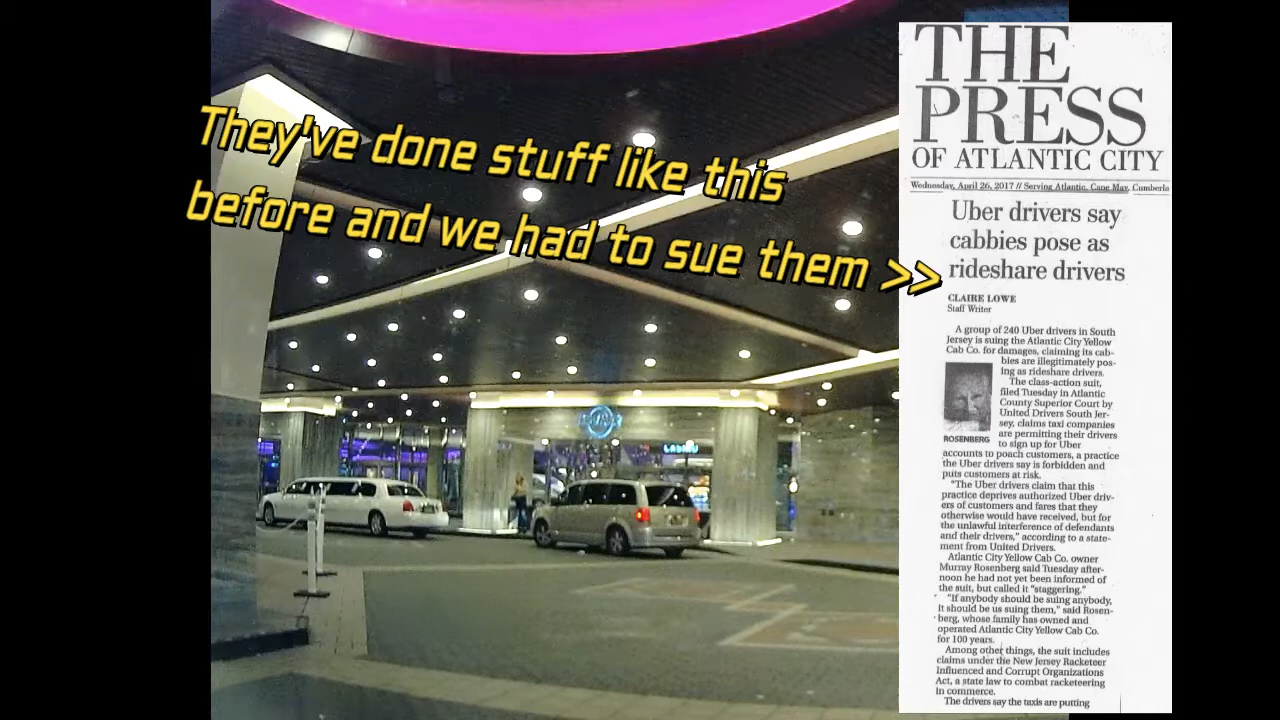 They've done stuff like this
before and we had to sue them >>
THE
PRESS
OF ATLANTIC CITY
Wednesday, April 26, 2017 // Serving Atlantic, Cape May, Cumberla
Uber drivers say
cabbies pose as
rideshare drivers
CLAIRE LOWE
Staff Writer
A group of 240 Uber drivers in South
Jersey is suing the Atlantic City Yellow
Cab Co. for damages, claiming its cab-
bies are illegitimately pos-
ing as rideshare drivers.
The class-action suit,
filed Tuesday in Atlantic
County Superior Court by
United Drivers South Jer-
sey, claims taxi companies
are permitting their drivers
to sign up for Uber
ROSENBERG
accounts to poach customers, a practice
the Uber drivers say is forbidden and
puts customers at risk.
"The Uber drivers claim that this
practice deprives authorized Uber driv-
ers of customers and fares that they
otherwise would have received, but for
the unlawful interference of defendants
and their drivers," according to a state-
ment from United Drivers.
Atlantic City Yellow Cab Co. owner
Murray Rosenberg said Tuesday after-
noon he had not yet been informed of
the suit, but called it "staggering."
"If anybody should be suing anybody,
it should be us suing them," said Rosen-
berg, whose family has owned and
operated Atlantic City Yellow Cab Co.
for 100 years.
Among other things, the suit includes
claims under the New Jersey Racketeer
Influenced and Corrupt Organizations
Act, a state law to combat racketeering
in commerce.
The drivers say the taxis are putting
CASINO